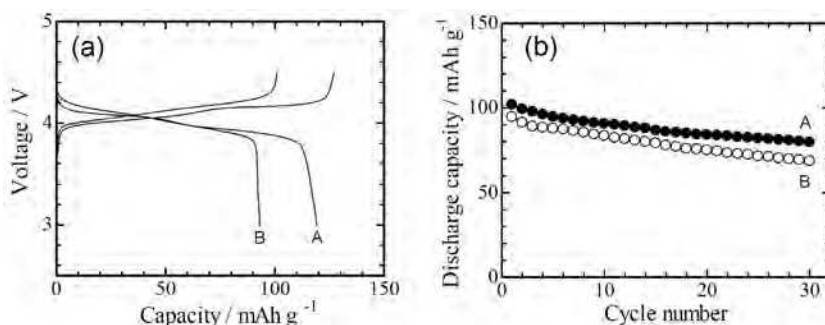 (a)
5
4
3
Voltage / V
0
50
100
150
Capacity / mAh g⁻¹
B
A
(b)
150
100
50
0
Discharge capacity / mAh g⁻¹
0
10
20
30
Cycle number
A
B